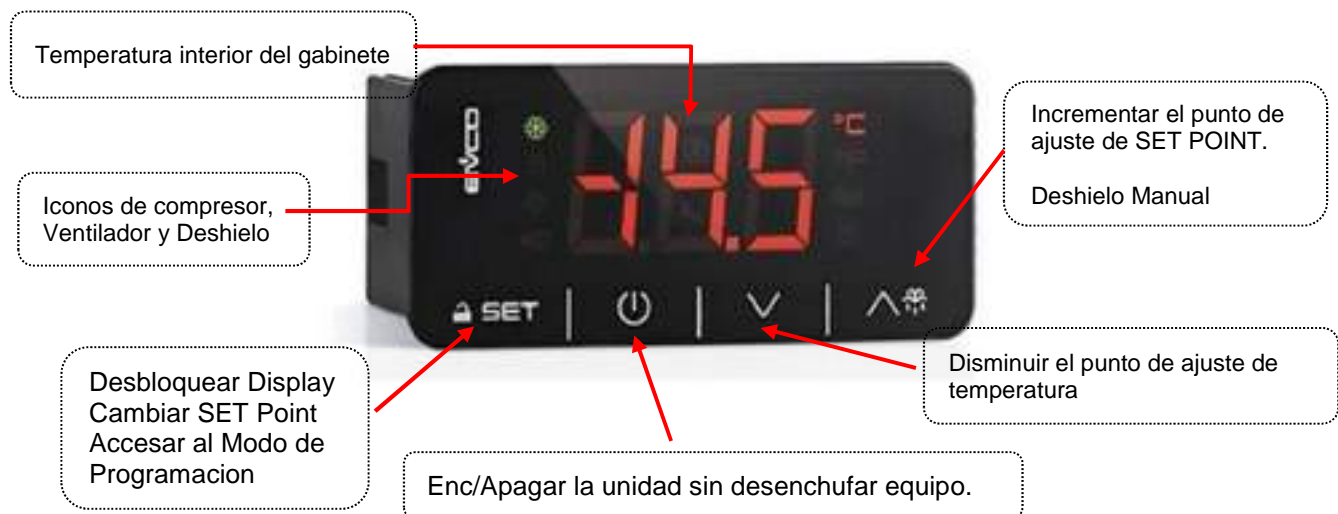 Temperatura interior del gabinete
Iconos de compresor,
Ventilador y Deshielo
EVCO
-14.5
°C
SET
Incrementar el punto de
ajuste de SET POINT.
Deshielo Manual
Disminuir el punto de ajuste de
temperatura
Desbloquear Display
Cambiar SET Point
Accesar al Modo de
Programacion
Enc/Apagar la unidad sin desenchufar equipo.